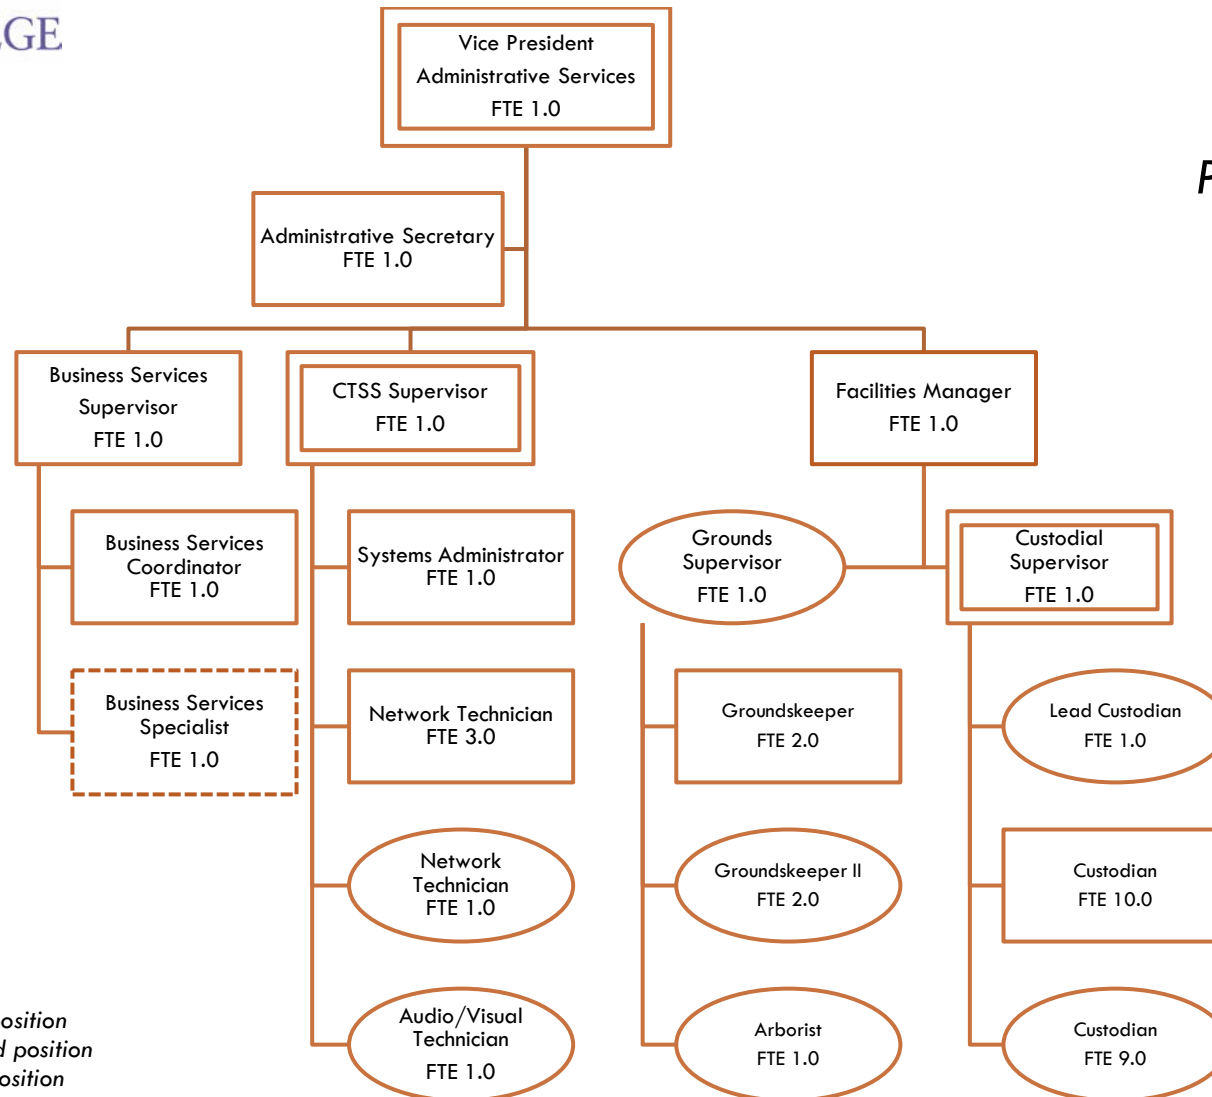 Vice President
Administrative Services
FTE 1.0
Administrative Secretary
FTE 1.0
Business Services
Supervisor
FTE 1.0
CTSS Supervisor
FTE 1.0
Facilities Manager
FTE 1.0
Business Services
Coordinator
FTE 1.0
Systems Administrator
FTE 1.0
Grounds
Supervisor
FTE 1.0
Custodial
Supervisor
FTE 1.0
Business Services
Specialist
FTE 1.0
Network Technician
FTE 3.0
Groundskeeper
FTE 2.0
Lead Custodian
FTE 1.0
Network
Technician
FTE 1.0
Groundskeeper II
FTE 2.0
Custodian
FTE 10.0
Audio/Visual
Technician
FTE 1.0
Arborist
FTE 1.0
Custodian
FTE 9.0
position